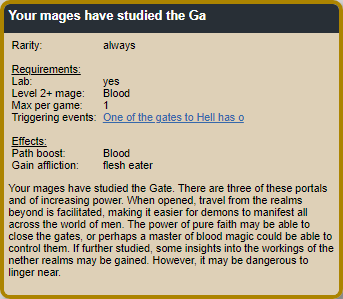 Your mages have studied the Ga
Rarity: always
Requirements:
Lab: yes
Level 2+ mage: Blood
Max per game: 1
Triggering events: One of the gates to Hell has o
Effects:
Path boost: Blood
Gain affliction: flesh eater
Your mages have studied the Gate. There are three of these portals
and of increasing power. When opened, travel from the realms
beyond is facilitated, making it easier for demons to manifest all
across the world of men. The power of pure faith may be able to
close the gates, or perhaps a master of blood magic could be able to
control them. If further studied, some insights into the workings of the
nether realms may be gained. However, it may be dangerous to
linger near.